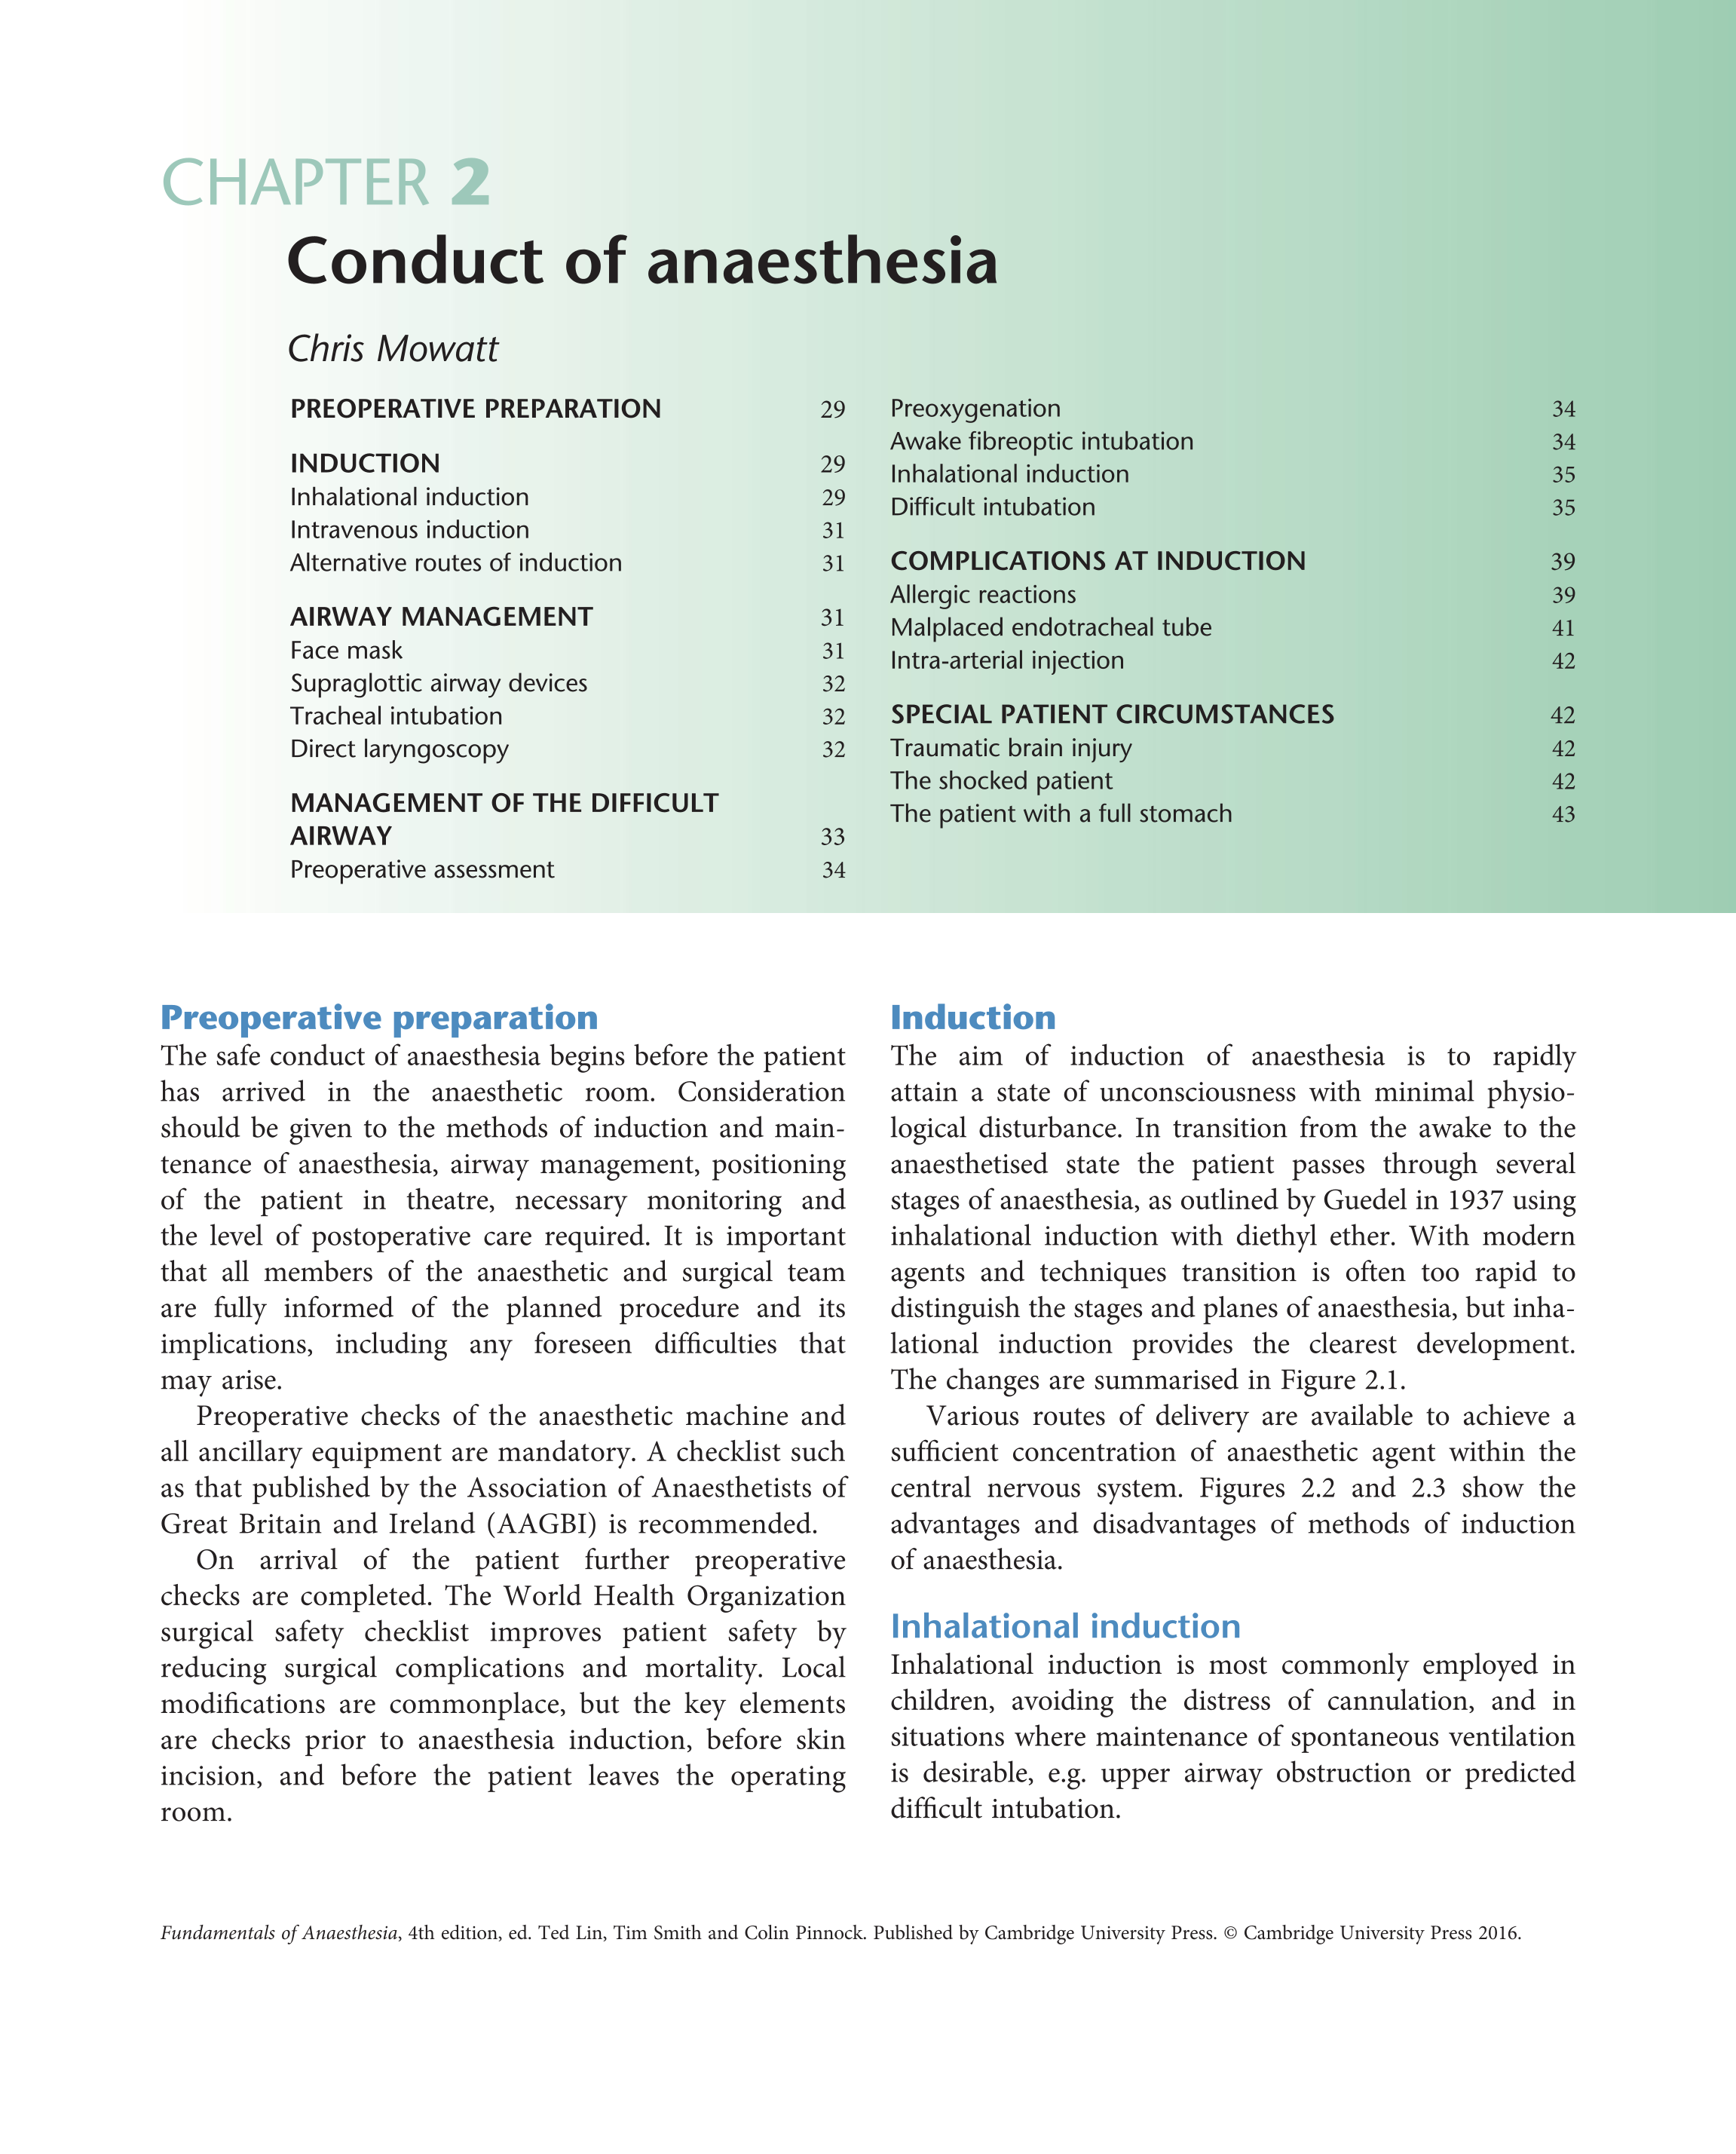 CHAPTER 2
Conduct of anaesthesia
Chris Mowatt
PREOPERATIVE PREPARATION 29
INDUCTION 29
Inhalational induction 29
Intravenous induction 31
Alternative routes of induction 31
AIRWAY MANAGEMENT 31
Face mask 31
Supraglottic airway devices 32
Tracheal intubation 32
Direct laryngoscopy 32
MANAGEMENT OF THE DIFFICULT
AIRWAY 33
Preoperative assessment 34
Preoxygenation 34
Awake fibreoptic intubation 34
Inhalational induction 35
Difficult intubation 35
COMPLICATIONS AT INDUCTION 39
Allergic reactions 39
Malplaced endotracheal tube 41
Intra-arterial injection 42
SPECIAL PATIENT CIRCUMSTANCES 42
Traumatic brain injury 42
The shocked patient 42
The patient with a full stomach 43
Preoperative preparation
The safe conduct of anaesthesia begins before the patient
has arrived in the anaesthetic room. Consideration
should be given to the methods of induction and main-
tenance of anaesthesia, airway management, positioning
of the patient in theatre, necessary monitoring and
the level of postoperative care required. It is important
that all members of the anaesthetic and surgical team
are fully informed of the planned procedure and its
implications, including any foreseen difficulties that
may arise.
Preoperative checks of the anaesthetic machine and
all ancillary equipment are mandatory. A checklist such
as that published by the Association of Anaesthetists of
Great Britain and Ireland (AAGBI) is recommended.
On arrival of the patient further preoperative
checks are completed. The World Health Organization
surgical safety checklist improves patient safety by
reducing surgical complications and mortality. Local
modifications are commonplace, but the key elements
are checks prior to anaesthesia induction, before skin
incision, and before the patient leaves the operating
room.
Induction
The aim of induction of anaesthesia is to rapidly
attain a state of unconsciousness with minimal physio-
logical disturbance. In transition from the awake to the
anaesthetised state the patient passes through several
stages of anaesthesia, as outlined by Guedel in 1937 using
inhalational induction with diethyl ether. With modern
agents and techniques transition is often too rapid to
distinguish the stages and planes of anaesthesia, but inha-
lational induction provides the clearest development.
The changes are summarised in Figure 2.1.
Various routes of delivery are available to achieve a
sufficient concentration of anaesthetic agent within the
central nervous system. Figures 2.2 and 2.3 show the
advantages and disadvantages of methods of induction
of anaesthesia.
Inhalational induction
Inhalational induction is most commonly employed in
children, avoiding the distress of cannulation, and in
situations where maintenance of spontaneous ventilation
is desirable, e.g. upper airway obstruction or predicted
difficult intubation.
Fundamentals of Anaesthesia, 4th edition, ed. Ted Lin, Tim Smith and Colin Pinnock. Published by Cambridge University Press. © Cambridge University Press 2016.